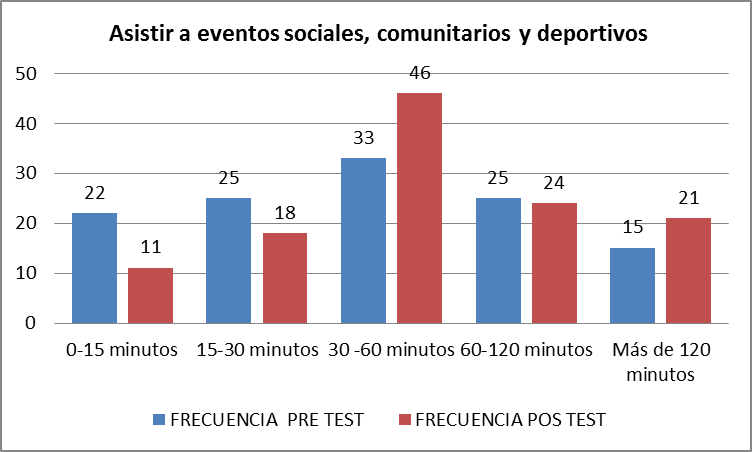 Asistir a eventos sociales, comunitarios y deportivos
50
40
30
20
10
0
22
11
25
18
33
46
25
24
15
21
0-15 minutos
15-30 minutos
30 -60 minutos
60-120 minutos
Más de 120
minutos
FRECUENCIA PRE TEST
FRECUENCIA POS TEST